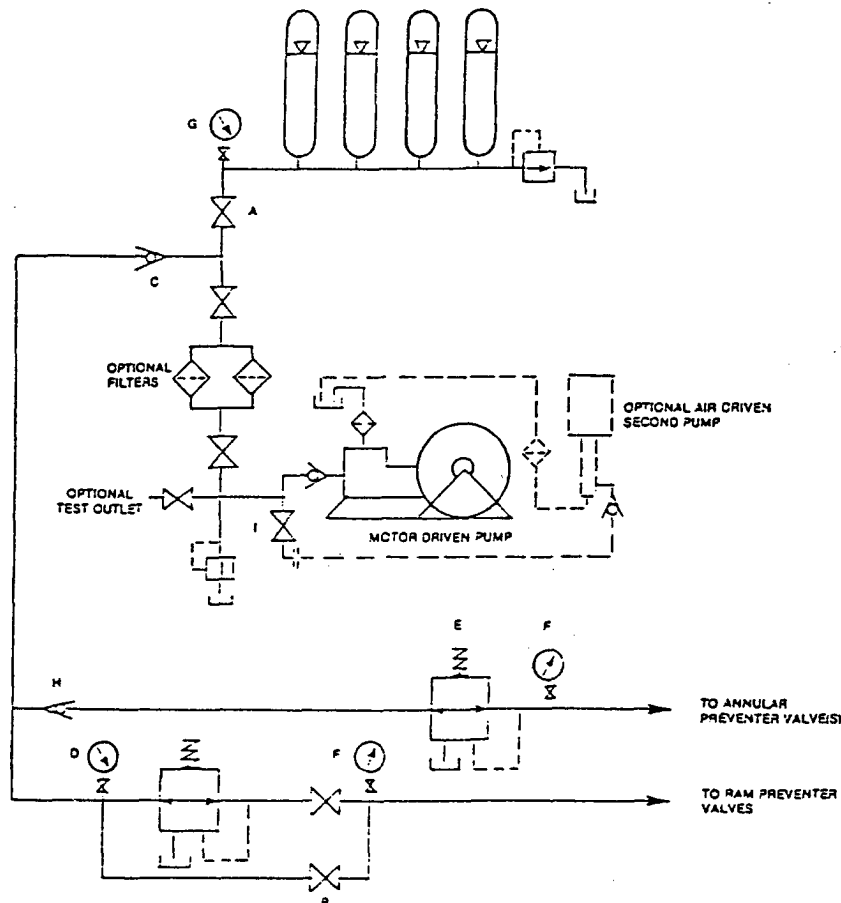 G
A
C
OPTIONAL
FILTERS
OPTIONAL AIR DRIVEN
SECOND PUMP
OPTIONAL
TEST OUTLET
I
MOTOR DRIVEN PUMP
E
F
H
TO ANNULAR
PREVENTER VALVE(S)
D
F
TO RAM PREVENTER
VALVES